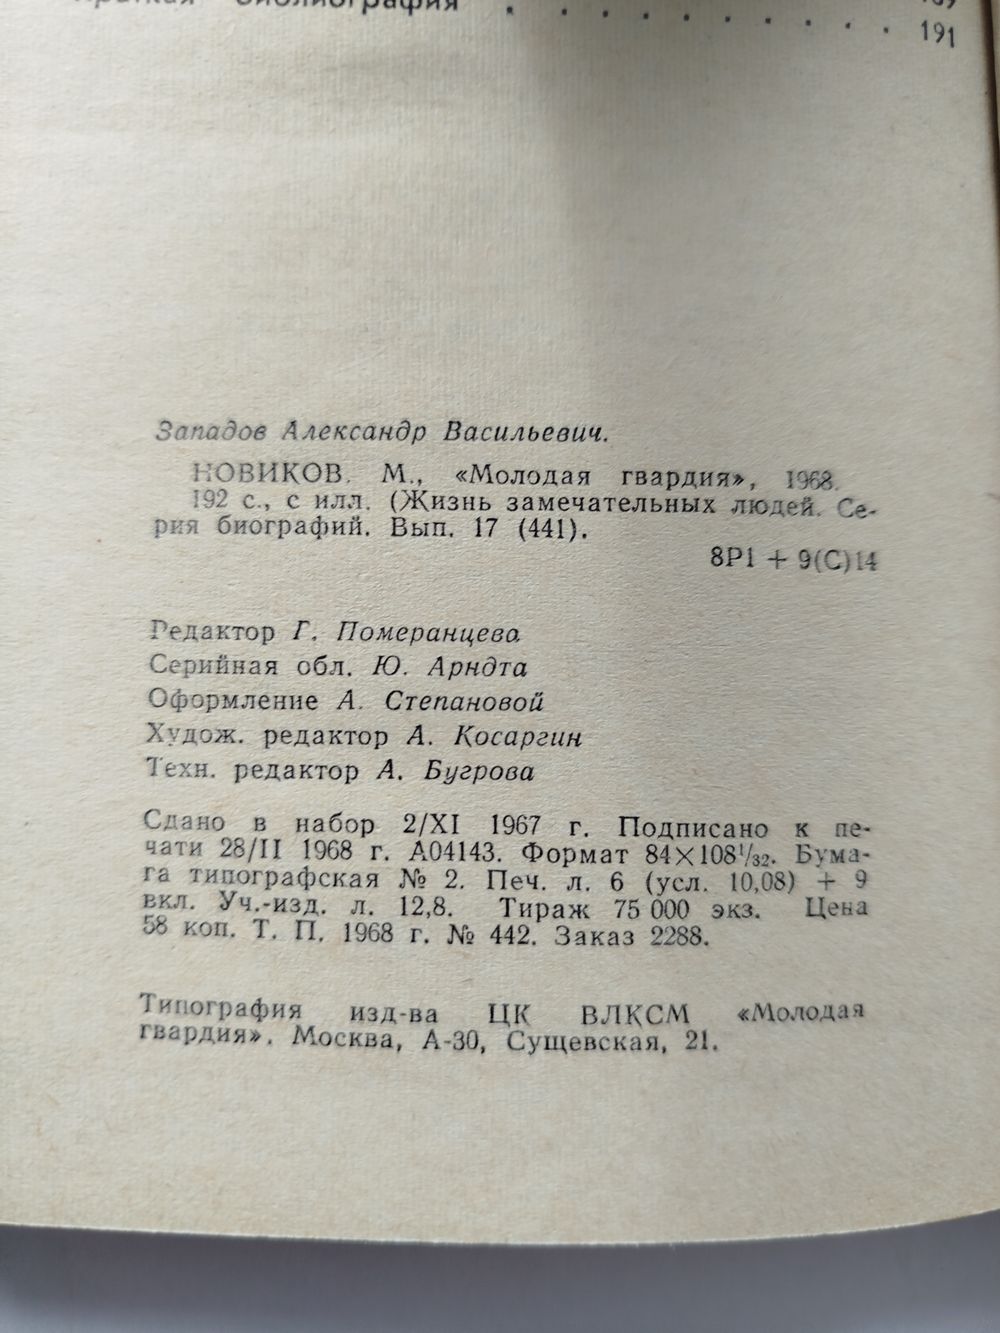 Краткая библиография . . . . . . . . . . 191
Западов Александр Васильевич.
НОВИКОВ. М., «Молодая гвардия», 1968.
192 с., с илл. (Жизнь замечательных людей. Се-
рия биографий. Вып. 17 (441).
8Р1 + 9(С)14
Редактор Г. Померанцева
Серийная обл. Ю. Арндта
Оформление А. Степановой
Худож. редактор А. Косаргин
Техн. редактор А. Бугрова
Сдано в набор 2/XI 1967 г. Подписано к пе-
чати 28/II 1968 г. А04143. Формат 84×108¹/₃₂. Бума-
га типографская № 2. Печ. л. 6 (усл. 10,08) + 9
вкл. Уч.-изд. л. 12,8. Тираж 75 000 экз. Цена
58 коп. Т. П. 1968 г. № 442. Заказ 2288.
Типография изд-ва ЦК ВЛКСМ «Молодая
гвардия». Москва, А-30, Сущевская, 21.